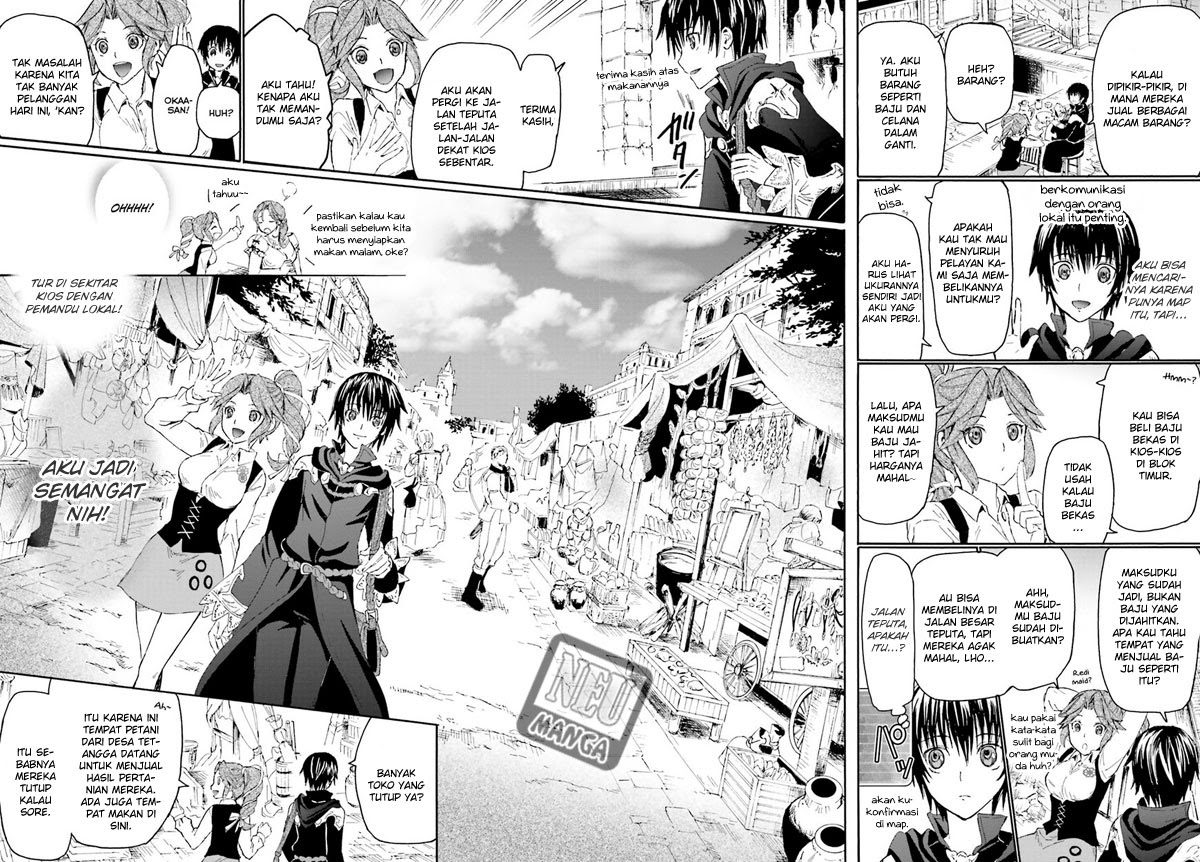 KALAU
DIPIKIR-PIKIR, DI
MANA MEREKA
JUAL BERBAGAI
MACAM BARANG?
HEH?
BARANG?
YA. AKU
BUTUH
BARANG
SEPERTI
BAJU DAN
CELANA
DALAM
GANTI.
berkomunikasi
dengan orang
lokal itu penting.
AKU BISA
MENCARI-
NYA KARENA
PUNYA MAP
ITU, TAPI...
APAKAH
KAU TAK MAU
MENYURUH
PELAYAN KA-
MI SAJA MEM-
BELIKANNYA
UNTUKMU?
tidak
bisa.
AKU HA-
RUS LIHAT
UKURANNYA
SENDIRI JADI
AKU YANG
AKAN PERGI.
Hmm~?
KAU BISA
BELI BAJU
BEKAS DI
KIOS-KIOS
DI BLOK
TIMUR.
TIDAK
USAH
KALAU
BAJU
BEKAS
...
LALU, APA
MAKSUDMU
KAU MAU
BAJU JA-
HIT? TAPI
HARGANYA
MAHAL~
MAKSUDKU
YANG SUDAH
JADI, BUKAN
BAJU YANG
DIJAHITKAN.
APA KAU TAHU
TEMPAT YANG
MENJUAL BA-
JU SEPERTI
ITU?
Redi
maid?
kau pakai
kata-kata
sulit bagi
orang mu-
da huh?
AHH,
MAKSUD-
MU BAJU
SUDAH DI-
BUATKAN?
AU BISA
MEMBELINYA DI
JALAN BESAR
TEPUTA, TAPI
MEREKA AGAK
MAHAL, LHO...
JALAN
TEPUTA,
APAKAH
ITU...?
パッ
akan ku-
konfirmasi
di map.
ガタン
terima kasih atas
makanannya
TERIMA
KASIH,
AKU AKAN
PERGI KE JA-
LAN TEPUTA
SETELAH JA-
LAN-JALAN
DEKAT KIOS
SEBENTAR.
AKU TAHU!
KENAPA AKU
TAK MEMAN-
DUMU SAJA?
HUH?
OKAA-
SAN!
TAK MASALAH
KARENA KITA
TAK BANYAK
PELANGGAN
HARI INI, 'KAN?
pastikan kalau kau
kembali sebelum kita
harus menyiapkan
makan malam, oke?
aku
tahuu~~
OHHHH!
TUR DI SEKITAR
KIOS DENGAN
PEMANDU LOKAL!
AKU JADI
SEMANGAT
NIH!
NEU
MANGA
BANYAK
TOKO YANG
TUTUP YA?
Ah~
ITU KARENA INI
TEMPAT PETANI
DARI DESA TET-
ANGGA DATANG
UNTUK MENJUAL
HASIL PERTA-
NIAN MEREKA.
ADA JUGA TEM-
PAT MAKAN DI
SINI.
ITU SE-
BABNYA
MEREKA
TUTUP
KALAU
SORE.